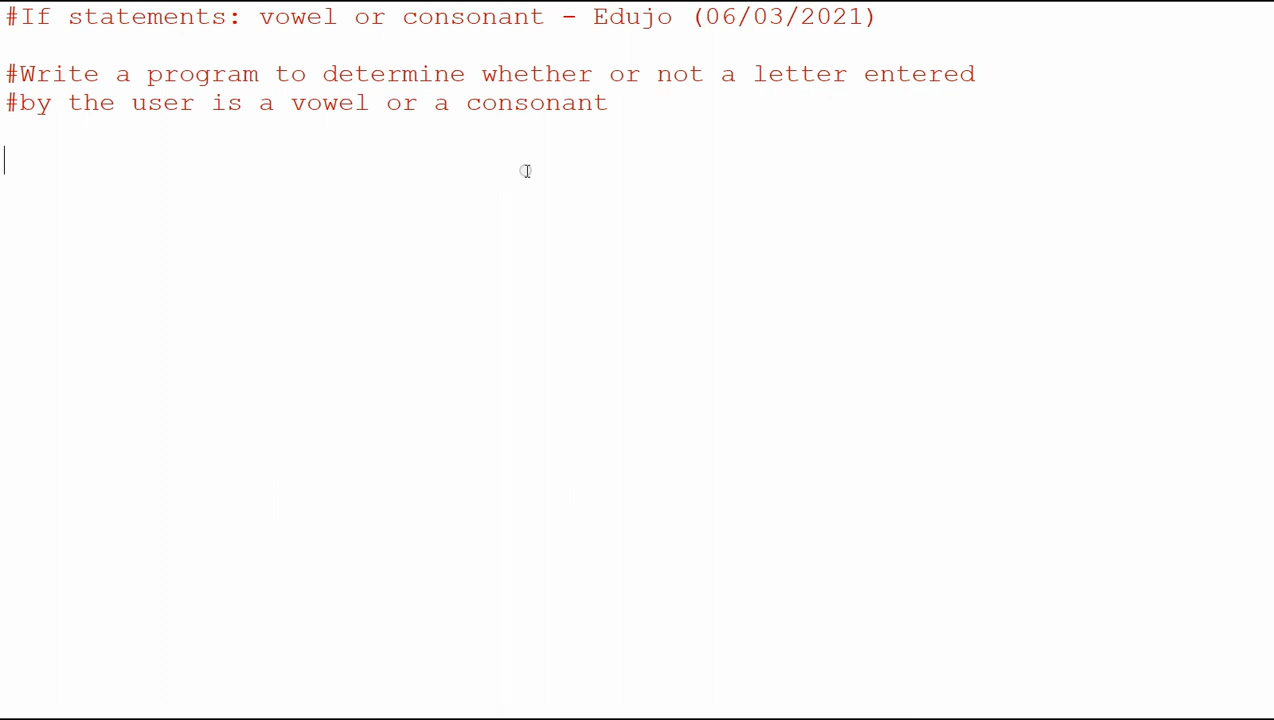 #If statements: vowel or consonant - Edujo (06/03/2021)
#Write a program to determine whether or not a letter entered
#by the user is a vowel or a consonant